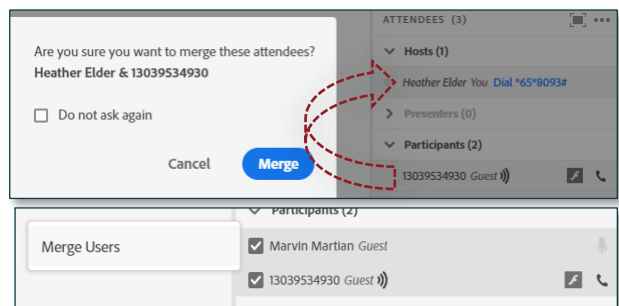 ATTENDEES (3)
Are you sure you want to merge these attendees?
Heather Elder & 13039534930
Do not ask again
Cancel
Merge
Hosts (1)
Heather Elder You Dial *65*8093#
Presenters (0)
Participants (2)
13039534930 Guest
Participants (2)
Merge Users
Marvin Martian Guest
13039534930 Guest